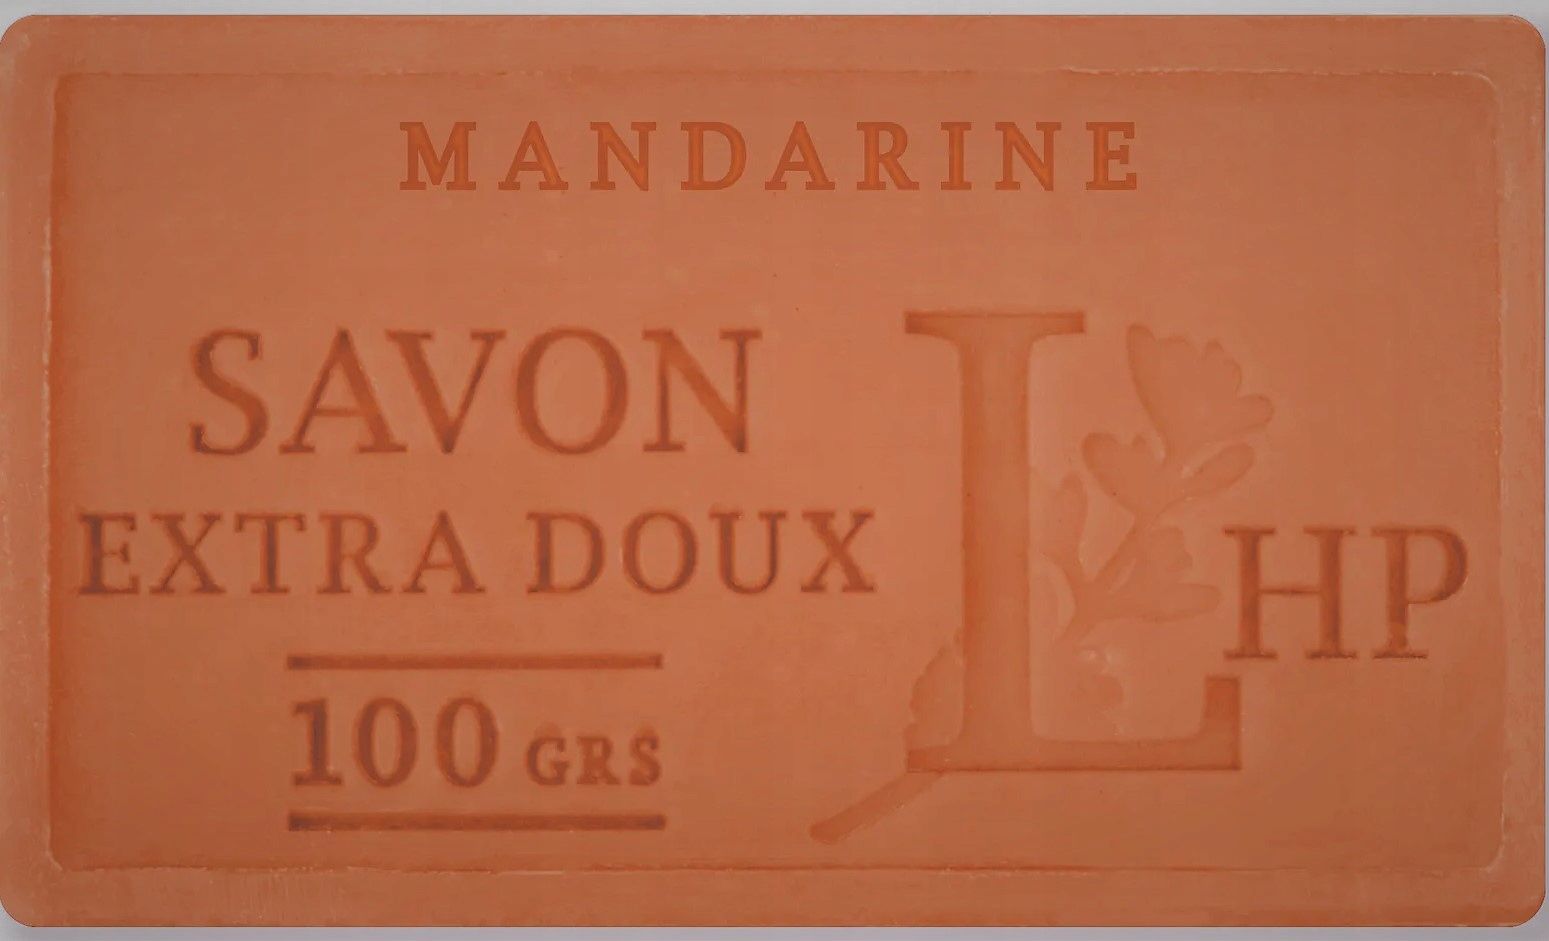 MANDARINE
SAVON
EXTRA DOUX
100 GRS
L HP